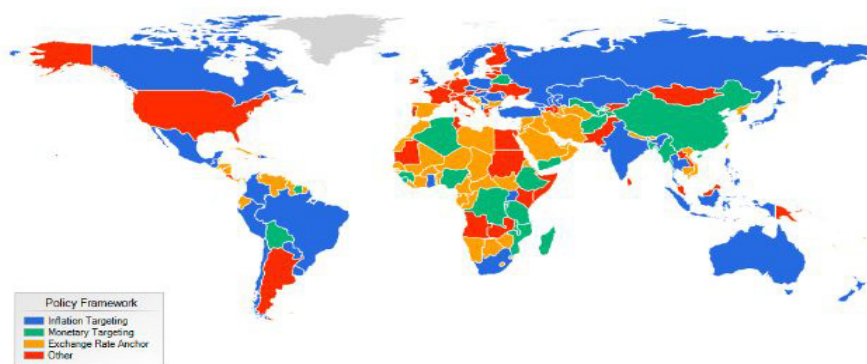 Policy Framework
Inflation Targeting
Monetary Targeting
Exchange Rate Anchor
Other